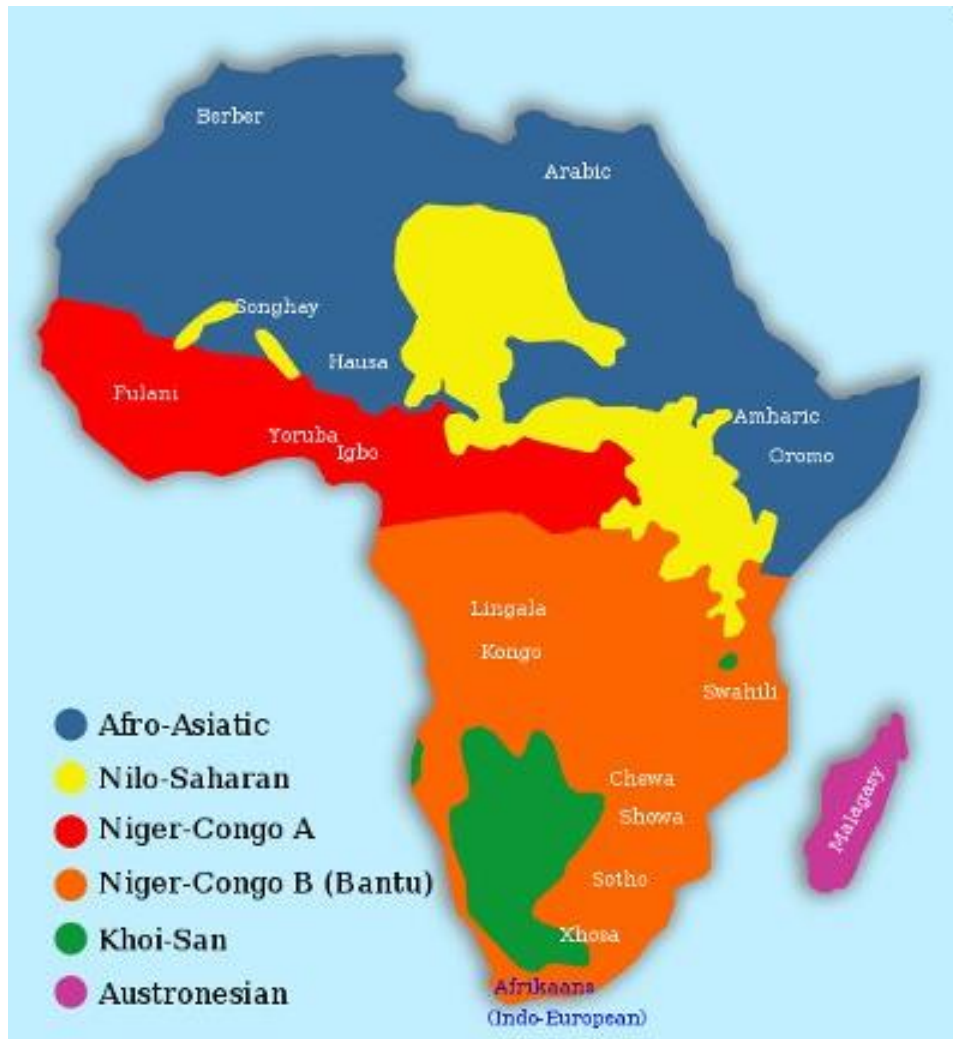 Berber
Arabic
Songhay
Hausa
Fulani
Yoruba
Igbo
Amharic
Oromo
Lingala
Kongo
Swahili
Chewa
Showa
Sotho
Xhosa
Malagasy
Afrikaans
(Indo-European)
Afro-Asiatic
Nilo-Saharan
Niger-Congo A
Niger-Congo B (Bantu)
Khoi-San
Austronesian